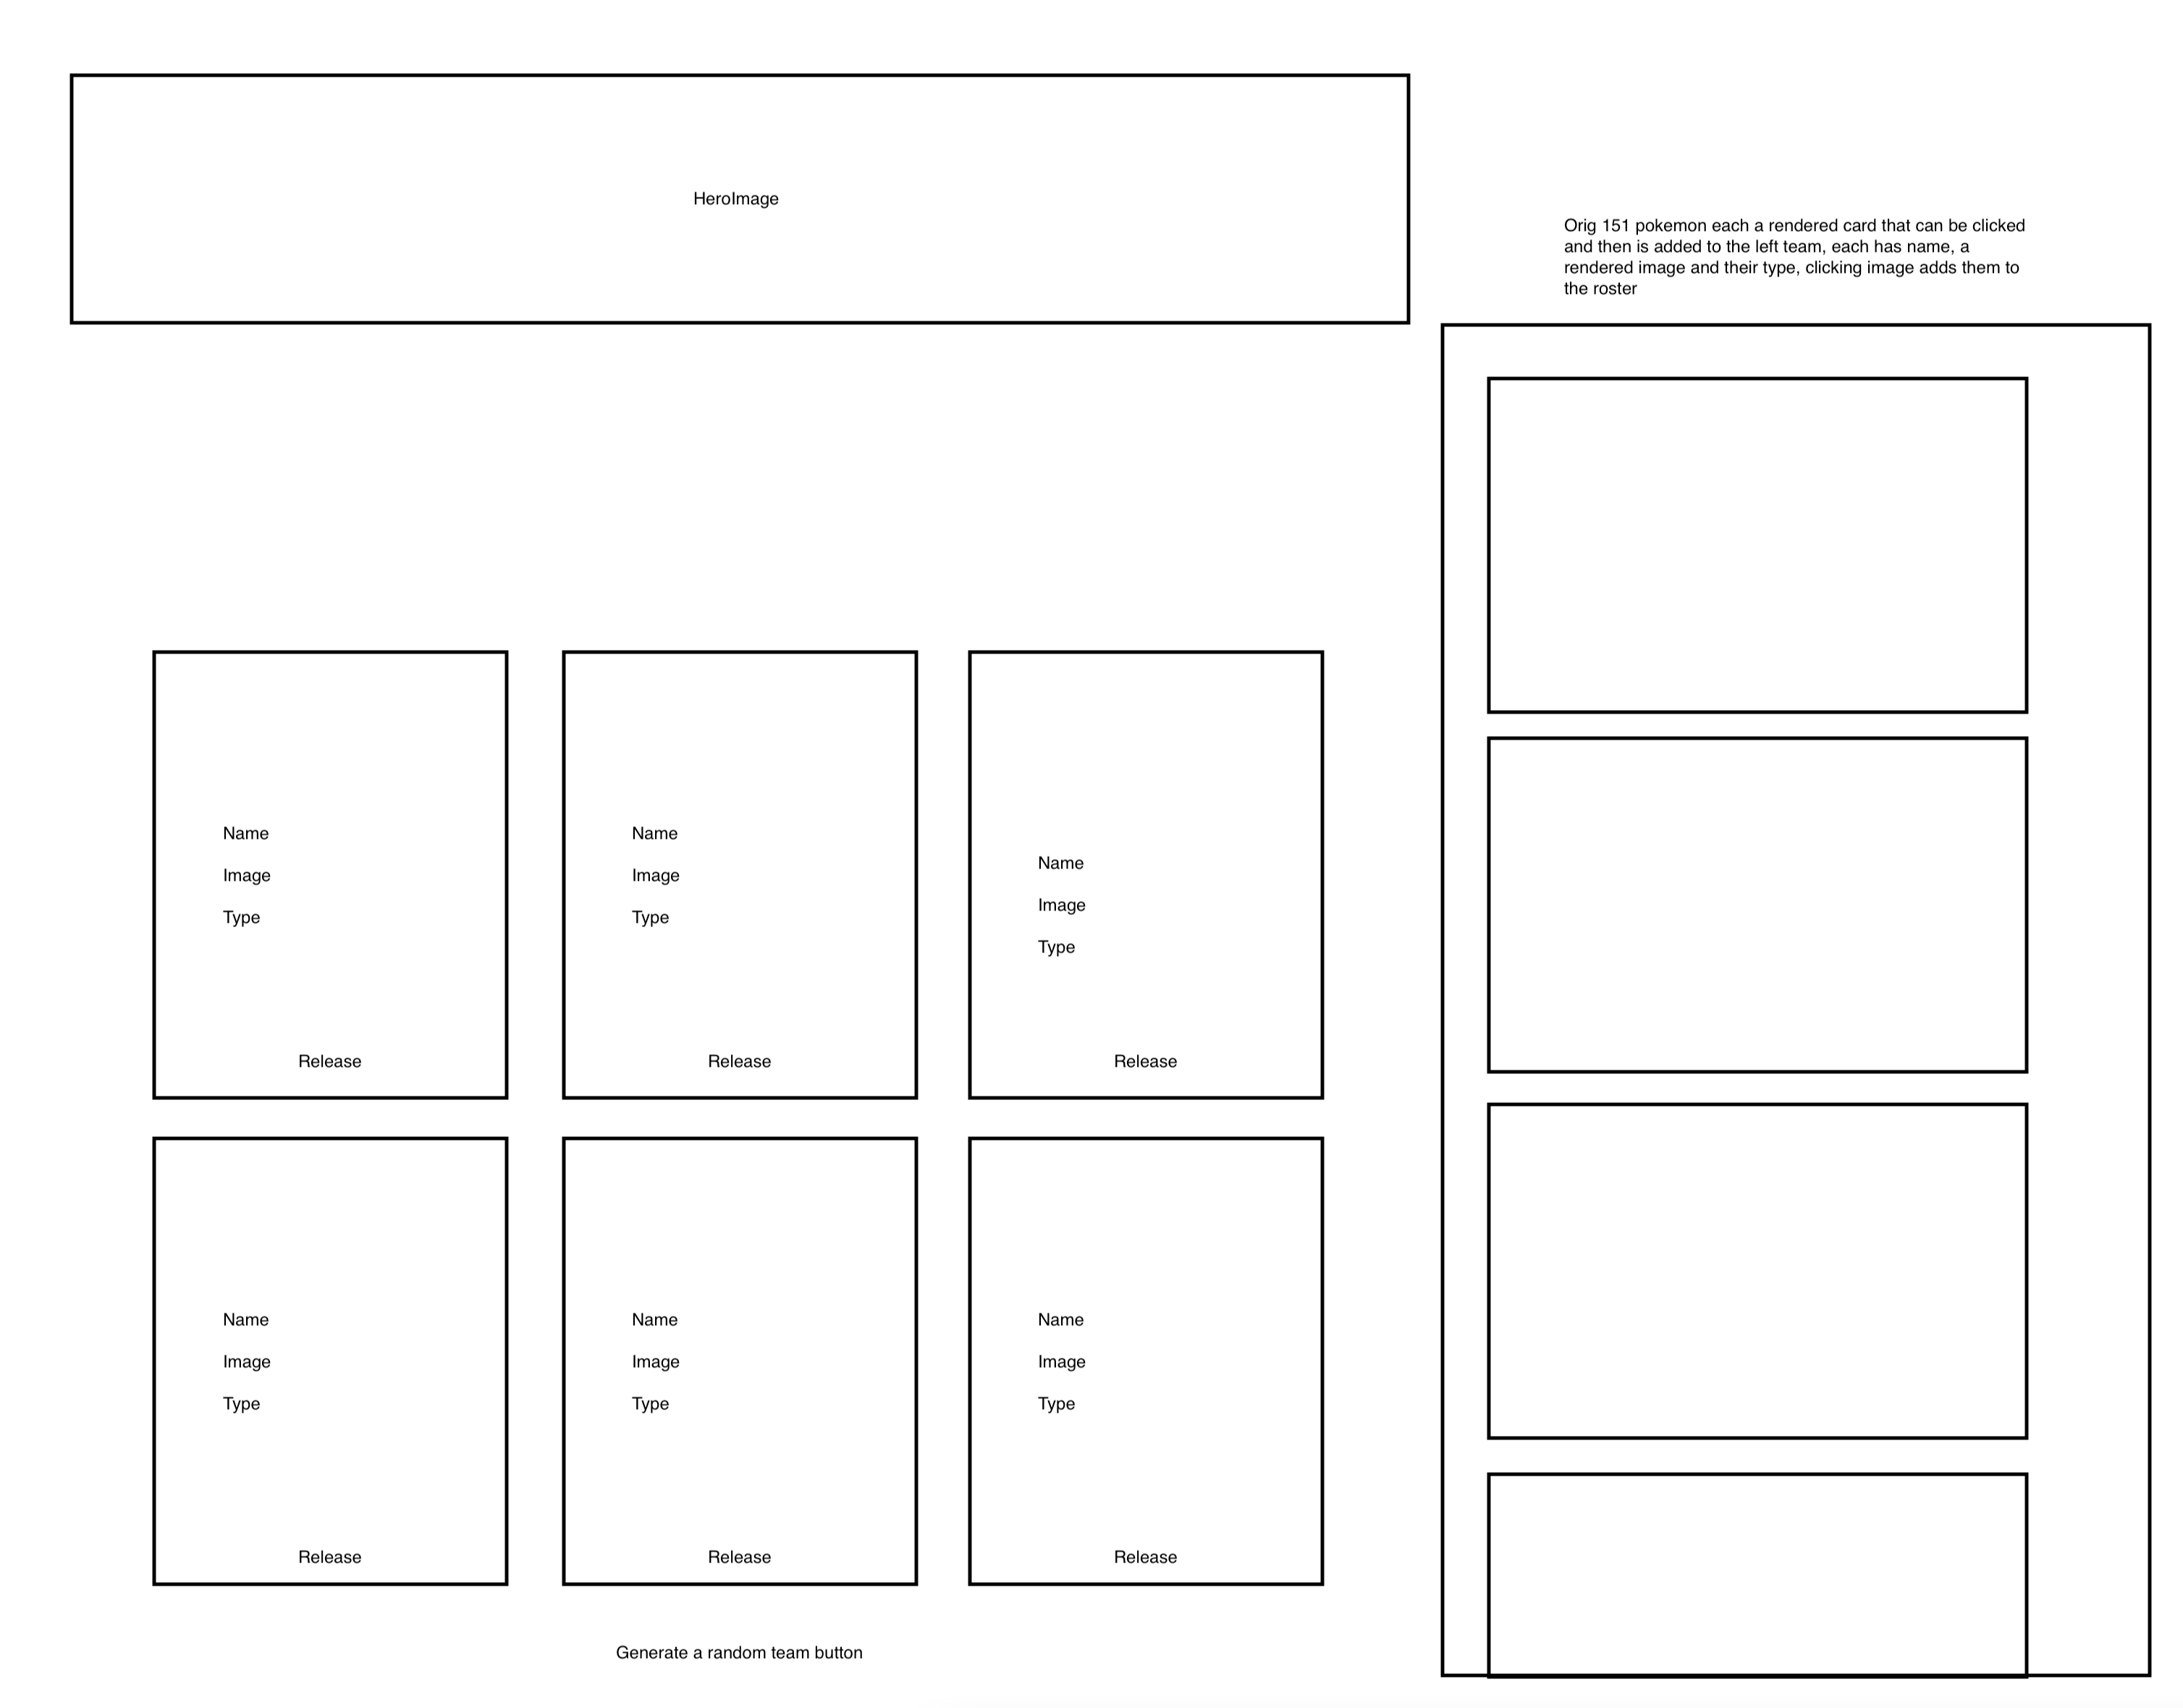 HeroImage
Orig 151 pokemon each a rendered card that can be clicked
and then is added to the left team, each has name, a
rendered image and their type, clicking image adds them to
the roster
Name
Image
Type
Release
Name
Image
Type
Release
Name
Image
Type
Release
Name
Image
Type
Release
Name
Image
Type
Release
Name
Image
Type
Release
Generate a random team button